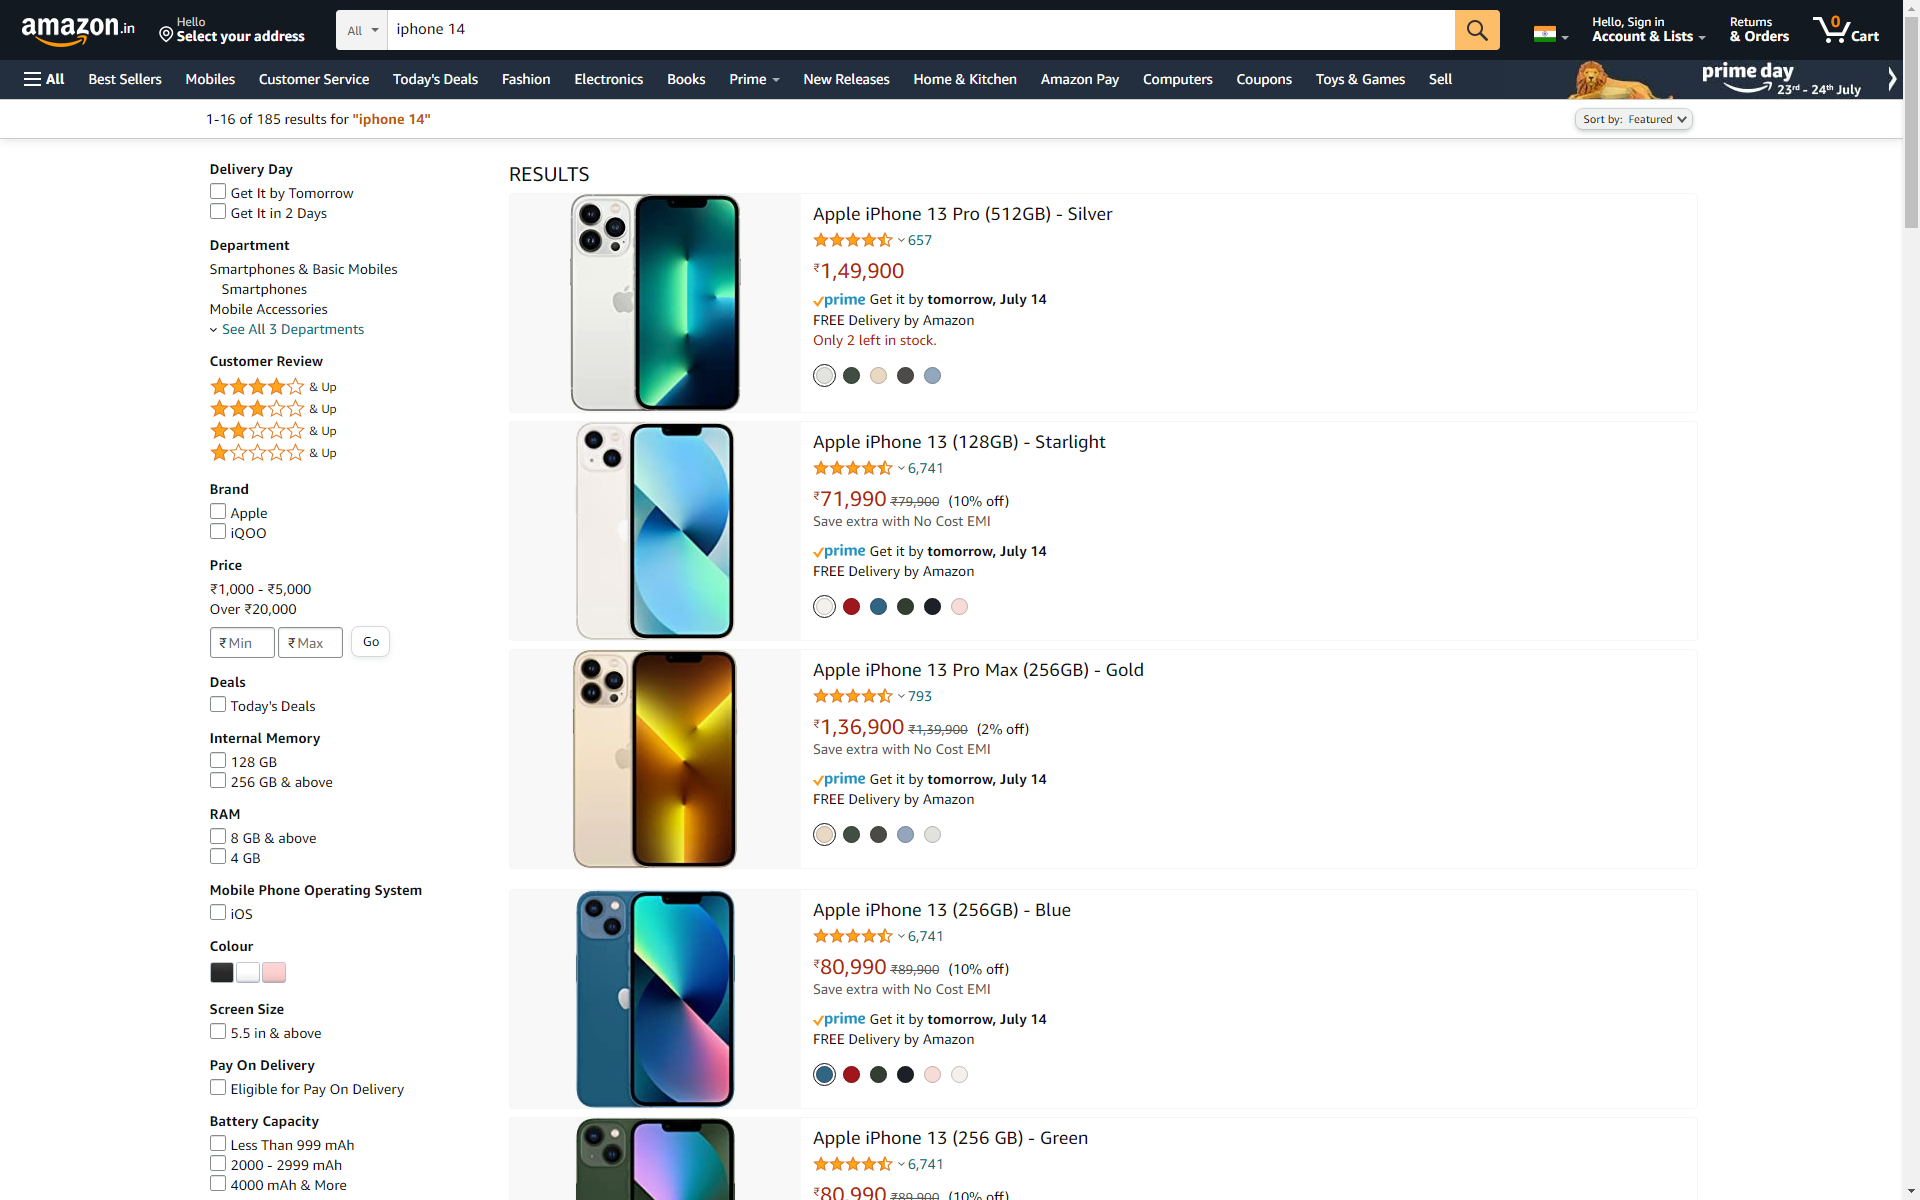 amazon.in
Hello
Select your address
All
iphone 14
Hello, Sign in
Account & Lists
Returns
& Orders
0
Cart
All
Best Sellers
Mobiles
Customer Service
Today's Deals
Fashion
Electronics
Books
Prime
New Releases
Home & Kitchen
Amazon Pay
Computers
Coupons
Toys & Games
Sell
prime day
23rd - 24th July
1-16 of 185 results for "iphone 14"
Sort by: Featured
Delivery Day
Get It by Tomorrow
Get It in 2 Days
Department
Smartphones & Basic Mobiles
Smartphones
Mobile Accessories
See All 3 Departments
Customer Review
& Up
& Up
& Up
& Up
Brand
Apple
iQOO
Price
₹1,000 - ₹5,000
Over ₹20,000
₹ Min
₹ Max
Go
Deals
Today's Deals
Internal Memory
128 GB
256 GB & above
RAM
8 GB & above
4 GB
Mobile Phone Operating System
iOS
Colour
Screen Size
5.5 in & above
Pay On Delivery
Eligible for Pay On Delivery
Battery Capacity
Less Than 999 mAh
2000 - 2999 mAh
4000 mAh & More
RESULTS
Apple iPhone 13 Pro (512GB) - Silver
657
₹1,49,900
prime Get it by tomorrow, July 14
FREE Delivery by Amazon
Only 2 left in stock.
Apple iPhone 13 (128GB) - Starlight
6,741
₹71,990 ₹79,900 (10% off)
Save extra with No Cost EMI
prime Get it by tomorrow, July 14
FREE Delivery by Amazon
Apple iPhone 13 Pro Max (256GB) - Gold
793
₹1,36,900 ₹1,39,900 (2% off)
Save extra with No Cost EMI
prime Get it by tomorrow, July 14
FREE Delivery by Amazon
Apple iPhone 13 (256GB) - Blue
6,741
₹80,990 ₹89,900 (10% off)
Save extra with No Cost EMI
prime Get it by tomorrow, July 14
FREE Delivery by Amazon
Apple iPhone 13 (256 GB) - Green
6,741
₹80,990 ₹89,900 (10% off)